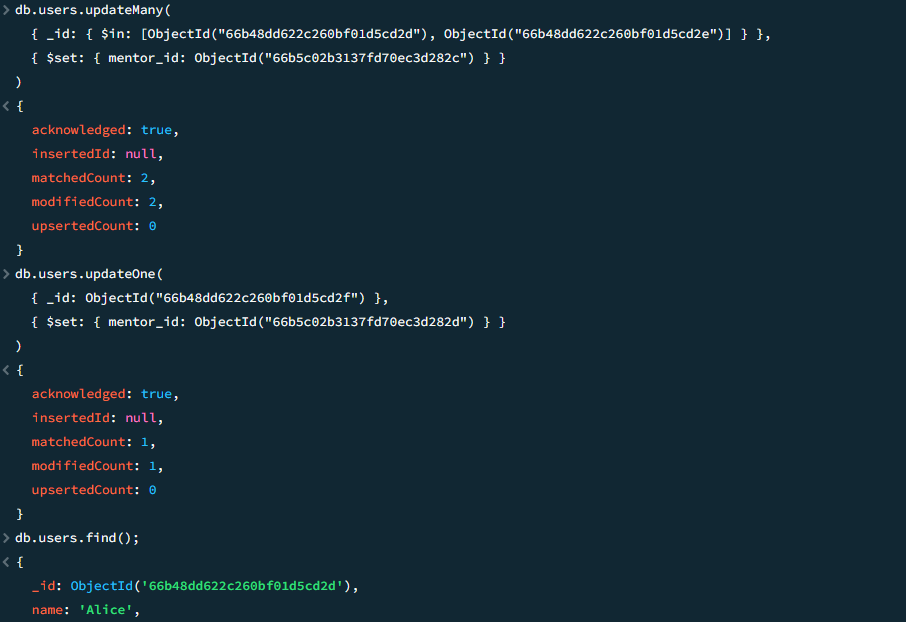 > db.users.updateMany(
{ _id: { $in: [ObjectId("66b48dd622c260bf01d5cd2d"), ObjectId("66b48dd622c260bf01d5cd2e")] } },
{ $set: { mentor_id: ObjectId("66b5c02b3137fd70ec3d282c") } }
)
< {
acknowledged: true,
insertedId: null,
matchedCount: 2,
modifiedCount: 2,
upsertedCount: 0
}
> db.users.updateOne(
{ _id: ObjectId("66b48dd622c260bf01d5cd2f") },
{ $set: { mentor_id: ObjectId("66b5c02b3137fd70ec3d282d") } }
)
< {
acknowledged: true,
insertedId: null,
matchedCount: 1,
modifiedCount: 1,
upsertedCount: 0
}
> db.users.find();
< {
_id: ObjectId('66b48dd622c260bf01d5cd2d'),
name: 'Alice',